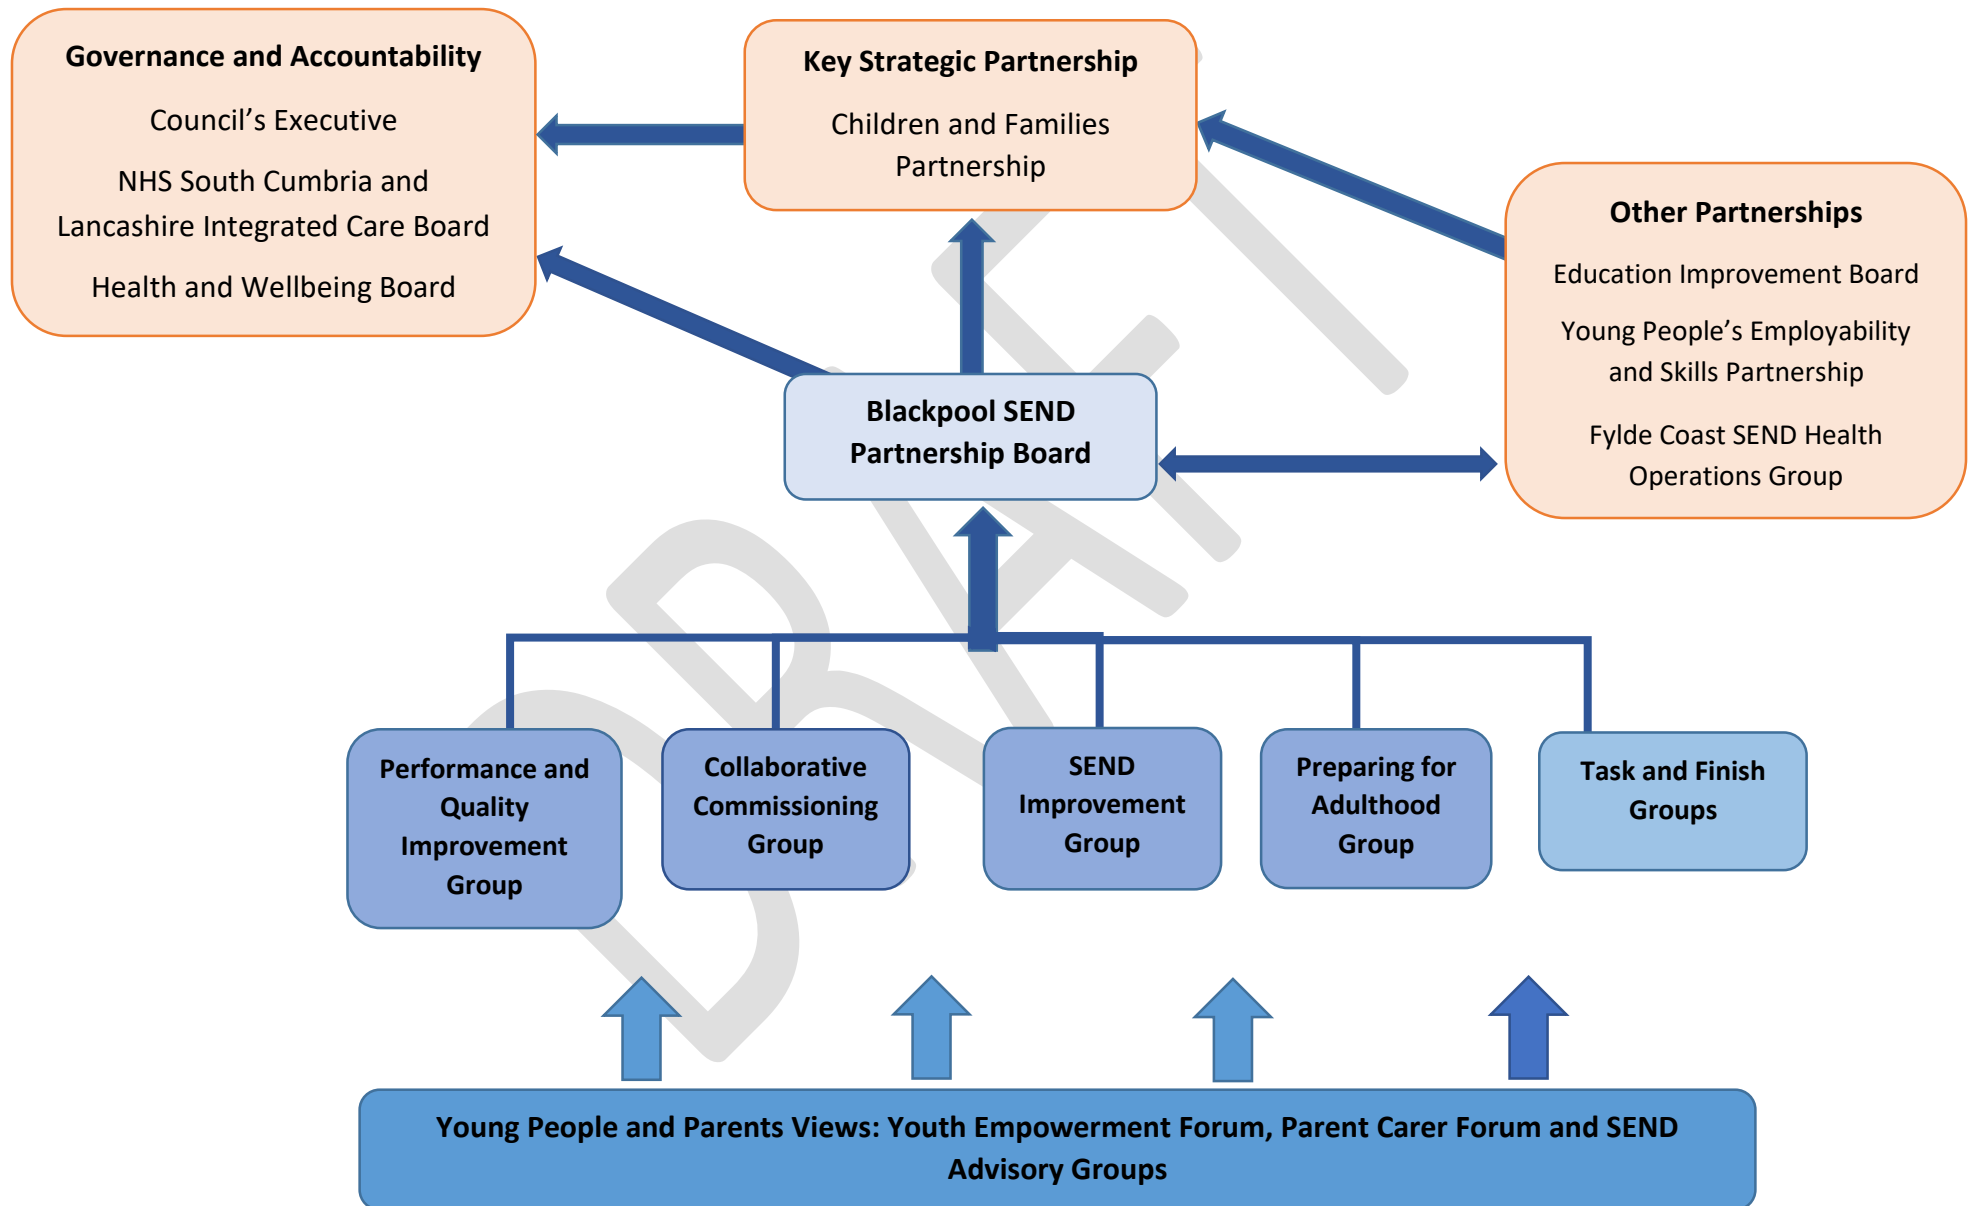 Governance and Accountability
Council’s Executive
NHS South Cumbria and
Lancashire Integrated Care Board
Health and Wellbeing Board
Key Strategic Partnership
Children and Families
Partnership
Other Partnerships
Education Improvement Board
Young People’s Employability
and Skills Partnership
Fylde Coast SEND Health
Operations Group
Blackpool SEND
Partnership Board
Performance and
Quality
Improvement
Group
Collaborative
Commissioning
Group
SEND
Improvement
Group
Preparing for
Adulthood
Group
Task and Finish
Groups
Young People and Parents Views: Youth Empowerment Forum, Parent Carer Forum and SEND
Advisory Groups
DRAFT